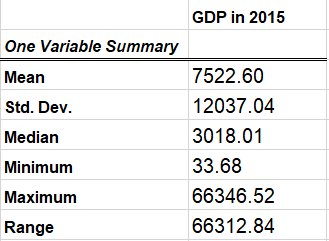 GDP in 2015
One Variable Summary
Mean 7522.60
Std. Dev. 12037.04
Median 3018.01
Minimum 33.68
Maximum 66346.52
Range 66312.84